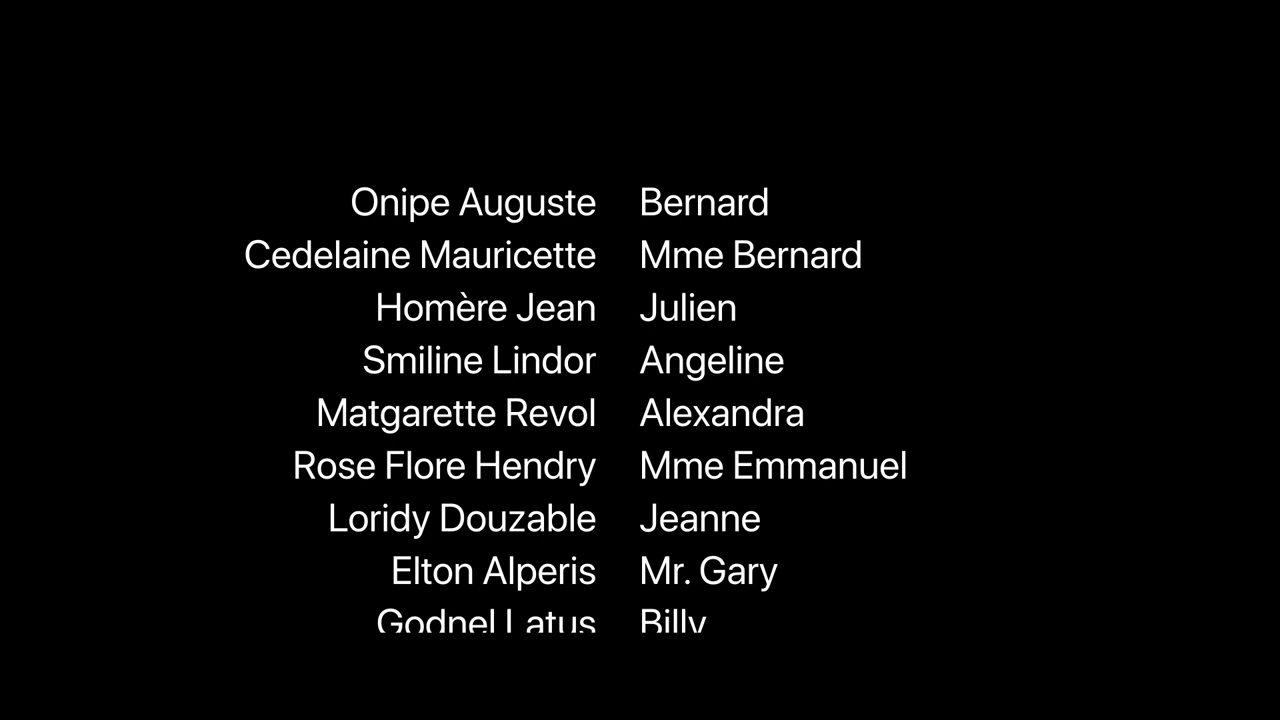 Onipe Auguste Bernard
Cedelaine Mauricette Mme Bernard
Homère Jean Julien
Smiline Lindor Angeline
Matgarette Revol Alexandra
Rose Flore Hendry Mme Emmanuel
Loridy Douzable Jeanne
Elton Alperis Mr. Gary
Godnel Latus Billy